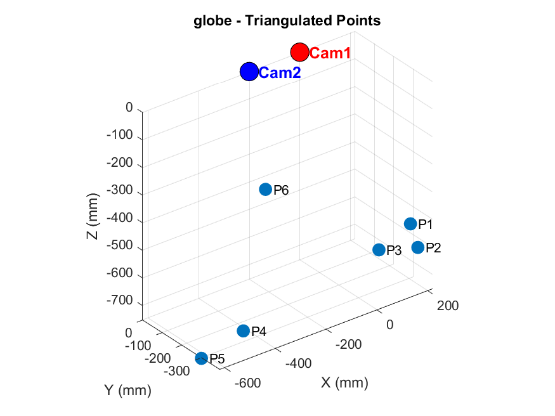 globe - Triangulated Points
Cam1
Cam2
0
-100
-200
-300
-400
-500
-600
-700
Z (mm)
P6
P1
P3
P2
P4
P5
0
-100
-200
-300
Y (mm)
-600
-400
-200
0
200
X (mm)